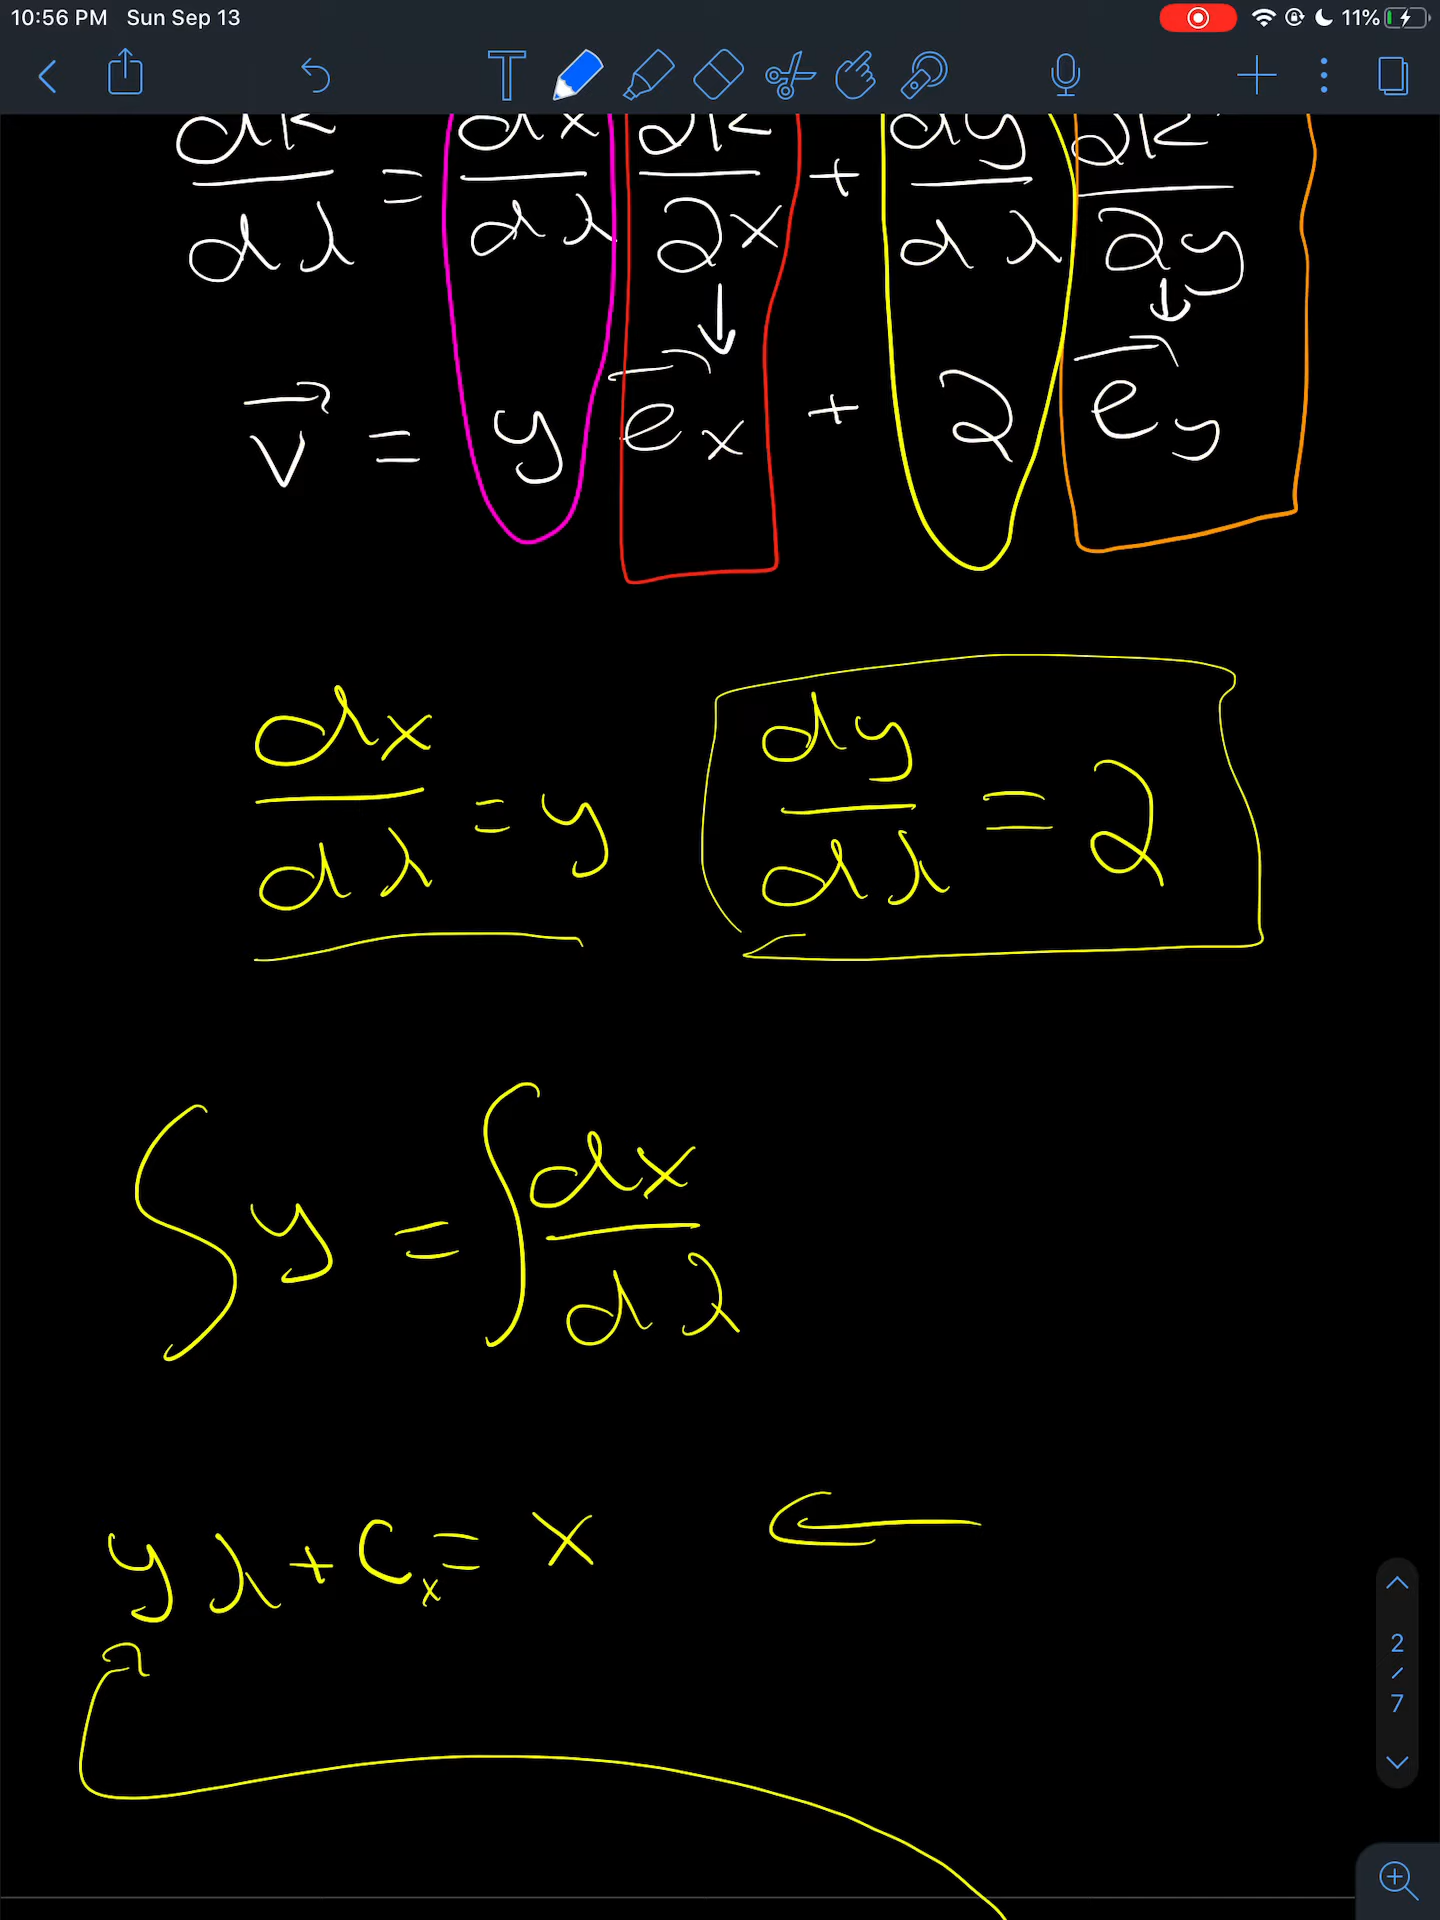 10:56 PM Sun Sep 13 11%
T
dk/dλ = dx/dλ ∂k/∂x + dy/dλ ∂k/∂y
v⃗ = y e⃗x + 2 e⃗y
dx/dλ = y dy/dλ = 2
∫ y = ∫ dx/dλ
yλ + Cx = x
2
/
7